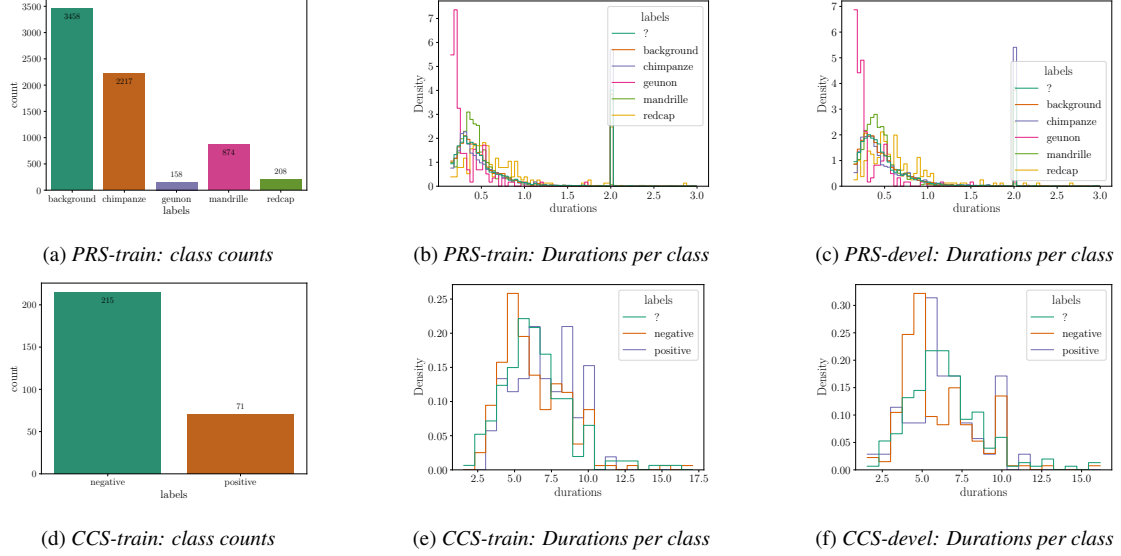 3500
3000
2500
2000
1500
1000
500
0
count
3458
2217
158
874
208
background chimpanze geunon mandrille redcap
labels
(a) PRS-train: class counts
7
6
5
4
3
2
1
0
Density
labels
?
background
chimpanze
geunon
mandrille
redcap
0.5 1.0 1.5 2.0 2.5 3.0
durations
(b) PRS-train: Durations per class
7
6
5
4
3
2
1
0
Density
labels
?
background
chimpanze
geunon
mandrille
redcap
0.5 1.0 1.5 2.0 2.5 3.0
durations
(c) PRS-devel: Durations per class
200
150
100
50
0
count
215
71
negative positive
labels
(d) CCS-train: class counts
0.25
0.20
0.15
0.10
0.05
0.00
Density
labels
?
negative
positive
2.5 5.0 7.5 10.0 12.5 15.0 17.5
durations
(e) CCS-train: Durations per class
0.30
0.25
0.20
0.15
0.10
0.05
0.00
Density
labels
?
negative
positive
2.5 5.0 7.5 10.0 12.5 15.0
durations
(f) CCS-devel: Durations per class